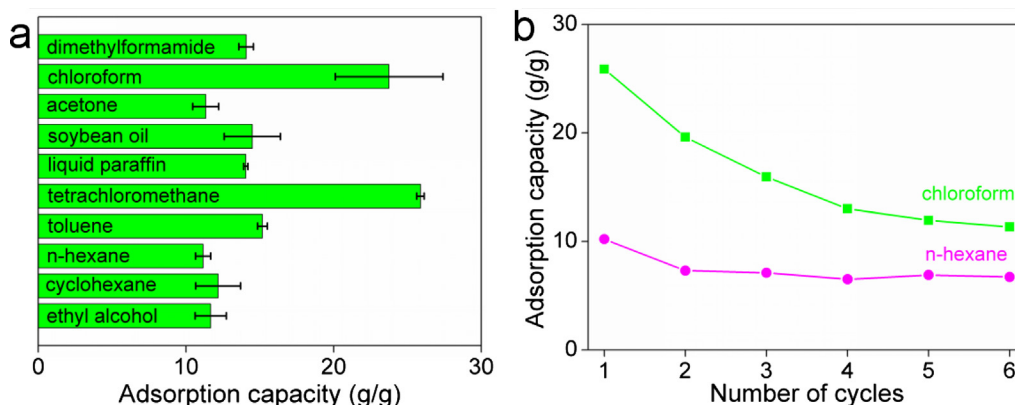 a
dimethylformamide
chloroform
acetone
soybean oil
liquid paraffin
tetrachloromethane
toluene
n-hexane
cyclohexane
ethyl alcohol
0 10 20 30
Adsorption capacity (g/g)
b
Adsorption capacity (g/g)
30
20
10
0
chloroform
n-hexane
1 2 3 4 5 6
Number of cycles